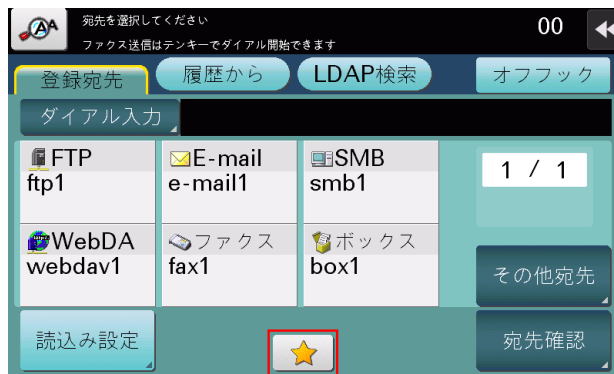 宛先を選択してください
ファクス送信はテンキーでダイアル開始できます
00
登録宛先
履歴から
LDAP検索
オフフック
ダイアル入力
FTP
ftp1
E-mail
e-mail1
SMB
smb1
1 / 1
WebDA
webdav1
ファクス
fax1
ボックス
box1
その他宛先
読込み設定
宛先確認